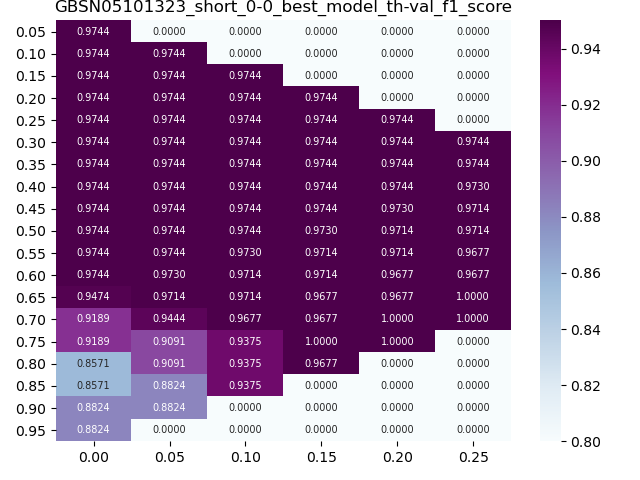 GBSN05101323_short_0-0_best_model_th-val_f1_score
0.05 0.9744 0.0000 0.0000 0.0000 0.0000 0.0000
0.10 0.9744 0.9744 0.0000 0.0000 0.0000 0.0000
0.15 0.9744 0.9744 0.9744 0.0000 0.0000 0.0000
0.20 0.9744 0.9744 0.9744 0.9744 0.0000 0.0000
0.25 0.9744 0.9744 0.9744 0.9744 0.9744 0.0000
0.30 0.9744 0.9744 0.9744 0.9744 0.9744 0.9744
0.35 0.9744 0.9744 0.9744 0.9744 0.9744 0.9744
0.40 0.9744 0.9744 0.9744 0.9744 0.9744 0.9730
0.45 0.9744 0.9744 0.9744 0.9744 0.9730 0.9714
0.50 0.9744 0.9744 0.9744 0.9730 0.9714 0.9714
0.55 0.9744 0.9744 0.9730 0.9714 0.9714 0.9677
0.60 0.9744 0.9730 0.9714 0.9714 0.9677 0.9677
0.65 0.9474 0.9714 0.9714 0.9677 0.9677 1.0000
0.70 0.9189 0.9444 0.9677 0.9677 1.0000 1.0000
0.75 0.9189 0.9091 0.9375 1.0000 1.0000 0.0000
0.80 0.8571 0.9091 0.9375 0.9677 0.0000 0.0000
0.85 0.8571 0.8824 0.9375 0.0000 0.0000 0.0000
0.90 0.8824 0.8824 0.0000 0.0000 0.0000 0.0000
0.95 0.8824 0.0000 0.0000 0.0000 0.0000 0.0000
0.00 0.05 0.10 0.15 0.20 0.25
0.94
0.92
0.90
0.88
0.86
0.84
0.82
0.80